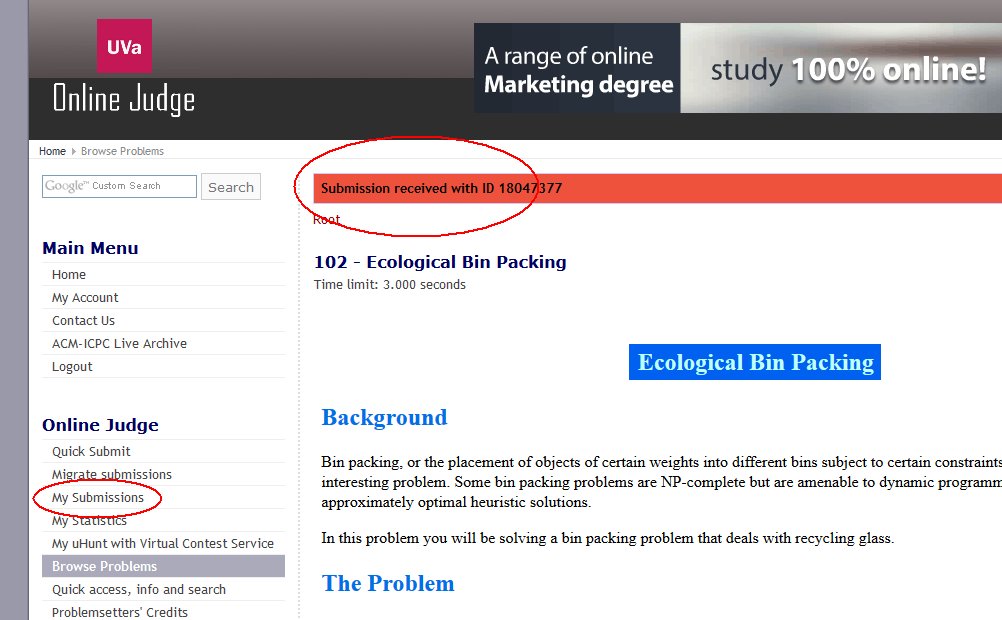 UVa
Online Judge
A range of online
Marketing degree
study 100% online!
Home Browse Problems
Google™ Custom Search
Search
Submission received with ID 18047377
Root
Main Menu
Home
My Account
Contact Us
ACM-ICPC Live Archive
Logout
Online Judge
Quick Submit
Migrate submissions
My Submissions
My Statistics
My uHunt with Virtual Contest Service
Browse Problems
Quick access, info and search
Problemsetters' Credits
102 - Ecological Bin Packing
Time limit: 3.000 seconds
Ecological Bin Packing
Background
Bin packing, or the placement of objects of certain weights into different bins subject to certain constraints
interesting problem. Some bin packing problems are NP-complete but are amenable to dynamic programm
approximately optimal heuristic solutions.
In this problem you will be solving a bin packing problem that deals with recycling glass.
The Problem